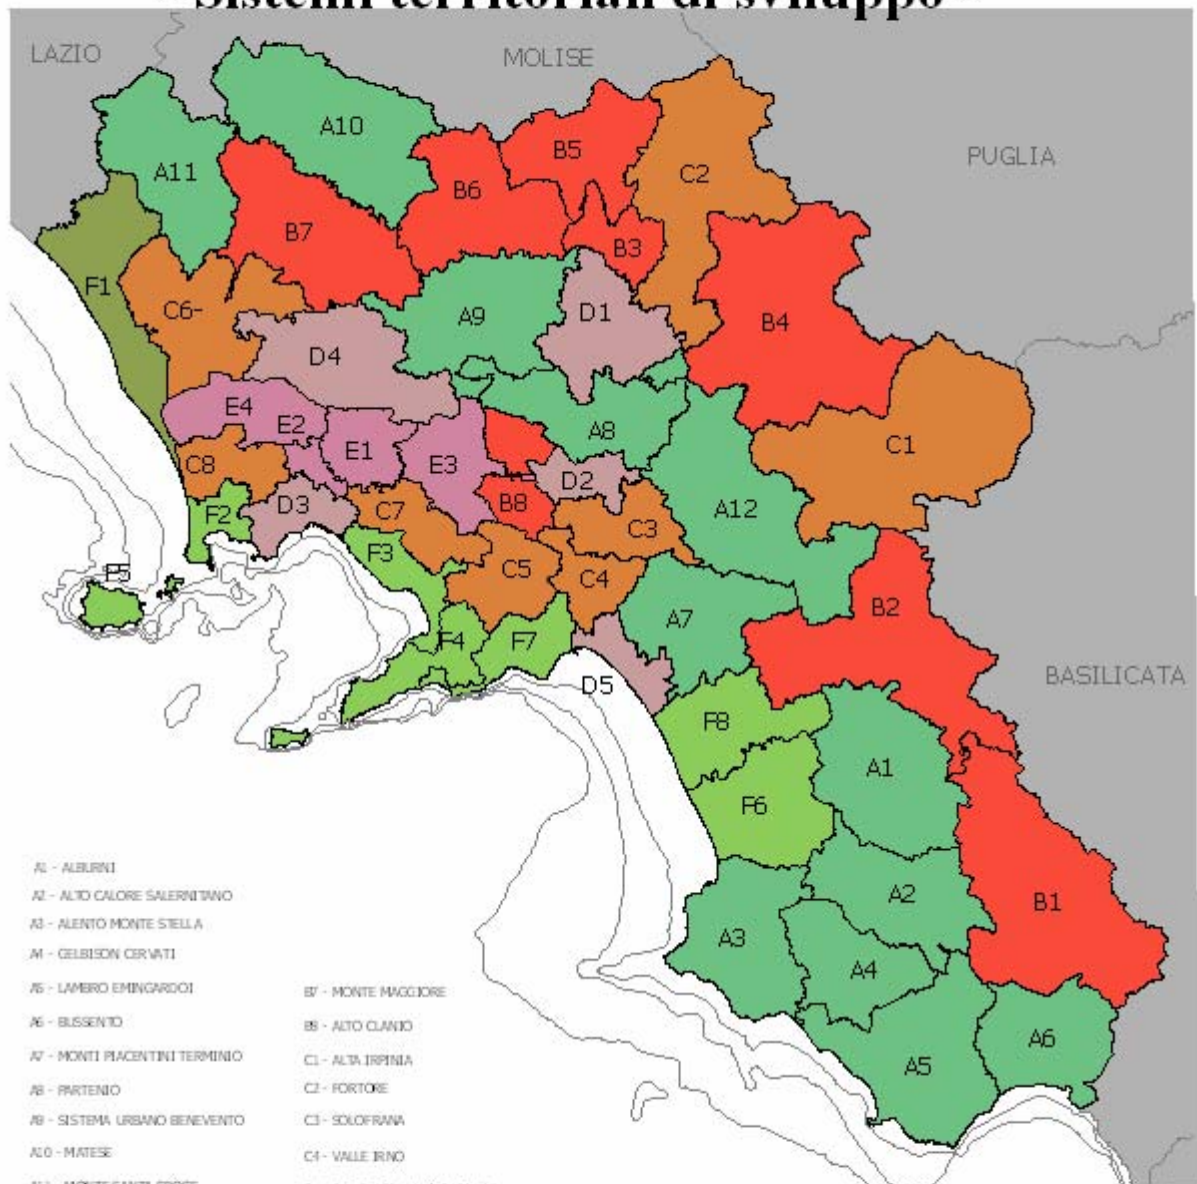 Sistemi territoriali di sviluppo
LAZIO
MOLISE
PUGLIA
BASILICATA
A10
A11
B5
C2
B6
B7
B3
F1
C6-
A9
D1
B4
D4
E4
E2
A8
C1
E1
E3
C8
D2
B8
D3
C7
F2
C3
A12
F3
F5
C5
C4
B2
A7
F4
F7
D5
F8
A1
F6
A2
B1
A3
A4
A6
A5
A1 - ALBURNI
A2 - ALTO CALORE SALERNITANO
A3 - ALENTO MONTE STELLA
A4 - GELBISON CERVATI
A5 - LAMBRO EMINGARDOI
A6 - BUSSENTO
A7 - MONTI PIACENTINI TERMINIO
A8 - PARTENIO
A9 - SISTEMA URBANO BENEVENTO
A10 - MATESE
B7 - MONTE MAGGIORE
B8 - ALTO CLANIO
C1 - ALTA IRPINIA
C2 - FORTORE
C3 - SOLOFRANA
C4 - VALLE IRNO